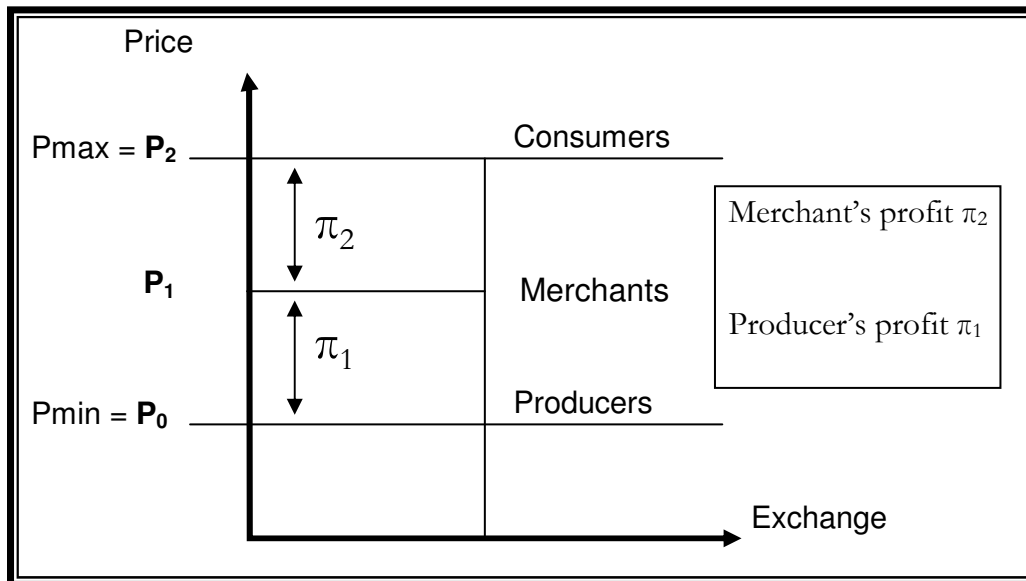 Price
Pmax = P₂
Consumers
π₂
Merchant’s profit π₂
P₁
Merchants
Producer’s profit π₁
π₁
Pmin = P₀
Producers
Exchange